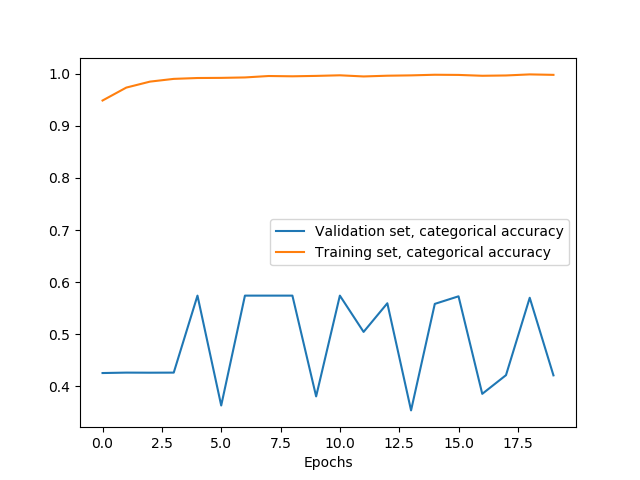 1.0
0.9
0.8
0.7
0.6
0.5
0.4
Validation set, categorical accuracy
Training set, categorical accuracy
0.0 2.5 5.0 7.5 10.0 12.5 15.0 17.5
Epochs